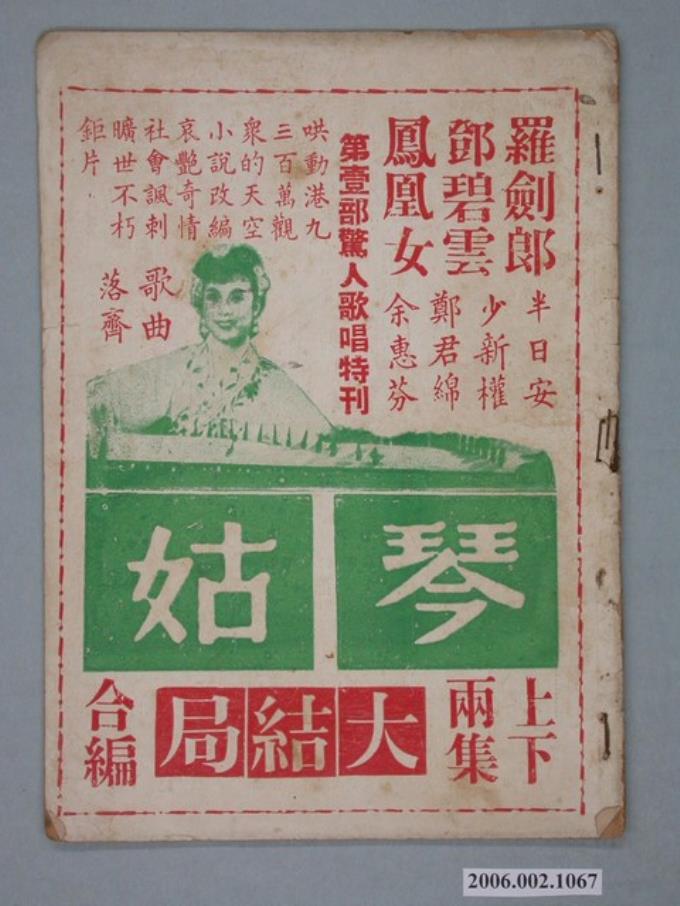 羅劍郎
鄧碧雲
鳳凰女
半日安
少新權
鄭君綿
余惠芬
第壹部驚人歌唱特刊
哄動港九
三百萬觀
衆的天空
小說改編
哀艷奇情
社會諷刺
曠世不朽
鉅片.
歌曲
落齊
琴姑
上下
兩集
大結局
合編
2006.002.1067